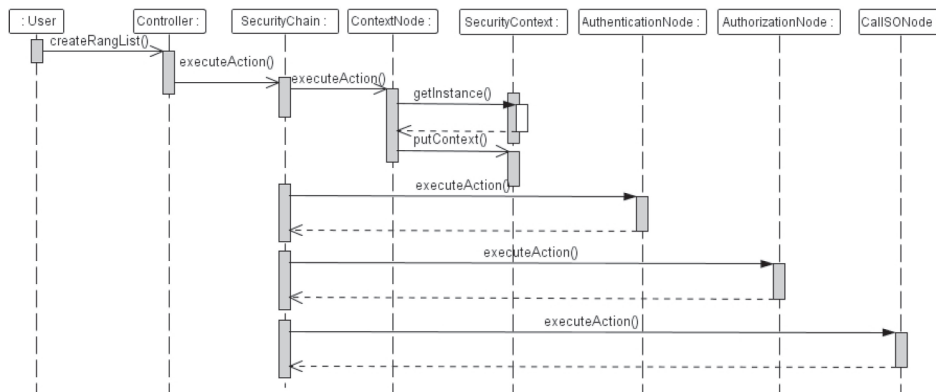 : User
Controller :
SecurityChain :
ContextNode :
SecurityContext :
AuthenticationNode :
AuthorizationNode :
CallSONode :
createRangList()
executeAction()
executeAction()
getInstance()
putContext()
executeAction()
executeAction()
executeAction()